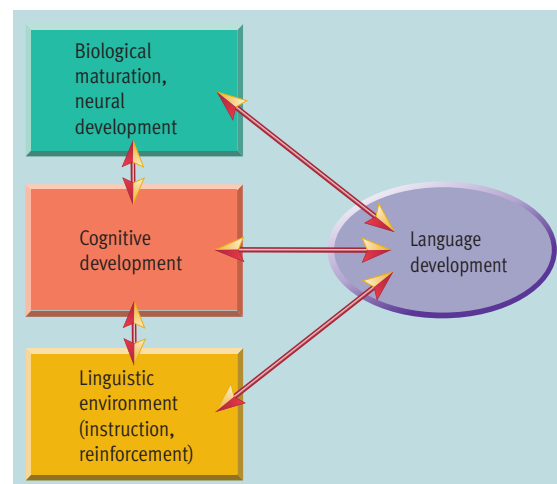 Biological
maturation,
neural
development
Cognitive
development
Language
development
Linguistic
environment
(instruction,
reinforcement)